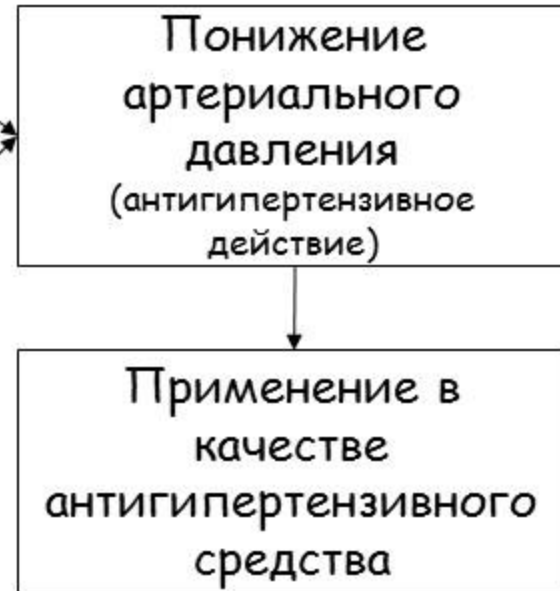 Понижение
артериального
давления
(антигипертензивное
действие)
Применение в
качестве
антигипертензивного
средства